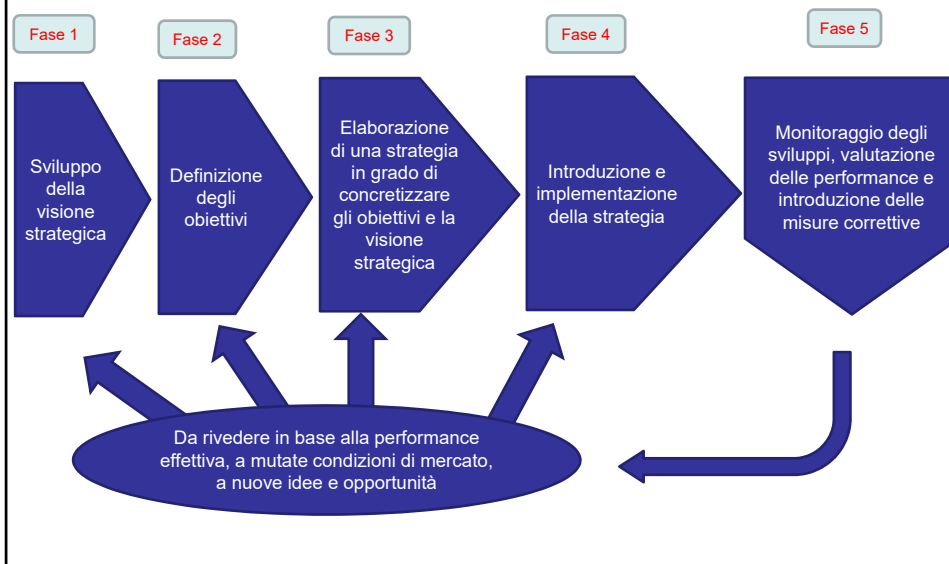 Fase 1
Fase 2
Fase 3
Fase 4
Fase 5
Sviluppo
della
visione
strategica
Definizione
degli
obiettivi
Elaborazione
di una strategia
in grado di
concretizzare
gli obiettivi e la
visione
strategica
Introduzione e
implementazione
della strategia
Monitoraggio degli
sviluppi, valutazione
delle performance e
introduzione delle
misure correttive
Da rivedere in base alla performance
effettiva, a mutate condizioni di mercato,
a nuove idee e opportunità